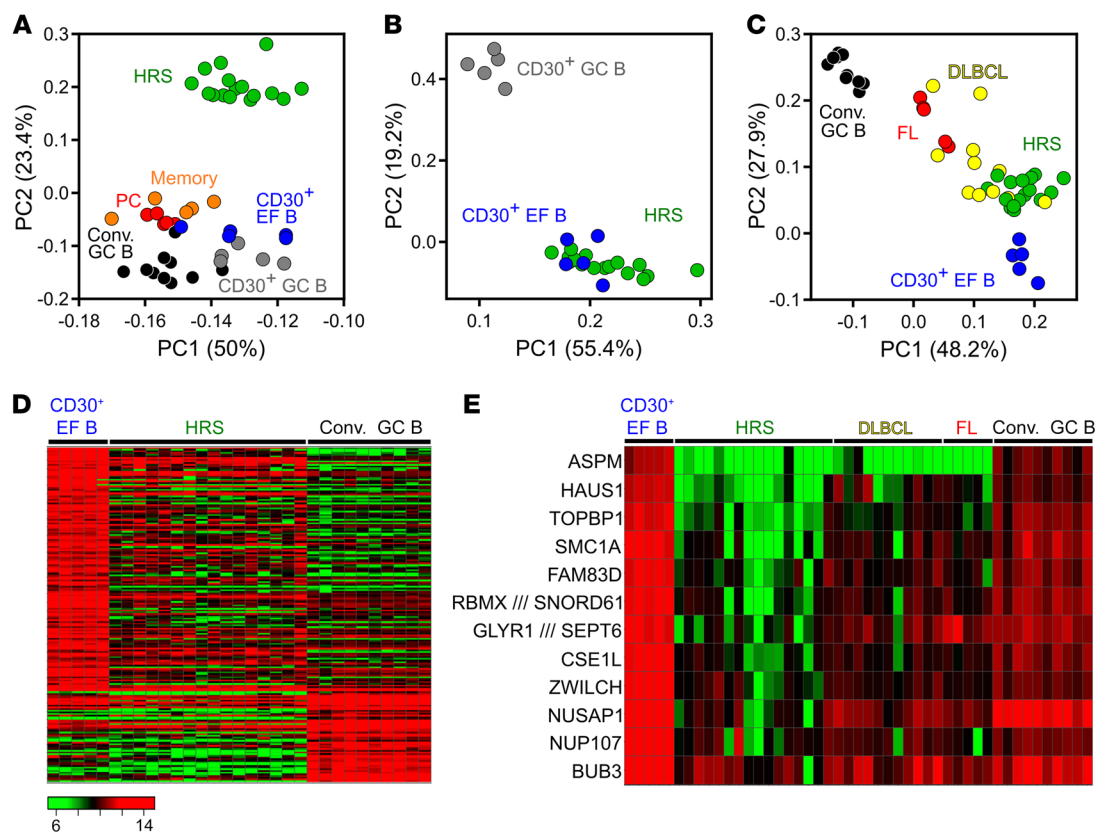 A
0.3
0.2
0.1
0.0
-0.1
-0.2
PC2 (23.4%)
HRS
Memory
PC
CD30+
EF B
Conv.
GC B
CD30+ GC B
-0.18
-0.16
-0.14
-0.12
-0.10
PC1 (50%)
B
0.4
0.2
0.0
PC2 (19.2%)
CD30+ GC B
CD30+ EF B
HRS
0.1
0.2
0.3
PC1 (55.4%)
C
0.3
0.2
0.1
0.0
-0.1
PC2 (27.9%)
Conv.
GC B
DLBCL
FL
HRS
CD30+ EF B
-0.1
0.0
0.1
0.2
PC1 (48.2%)
D
CD30+
EF B
HRS
Conv. GC B
6
14
E
CD30+
EF B
HRS
DLBCL
FL
Conv. GC B
ASPM
HAUS1
TOPBP1
SMC1A
FAM83D
RBMX /// SNORD61
GLYR1 /// SEPT6
CSE1L
ZWILCH
NUSAP1
NUP107
BUB3